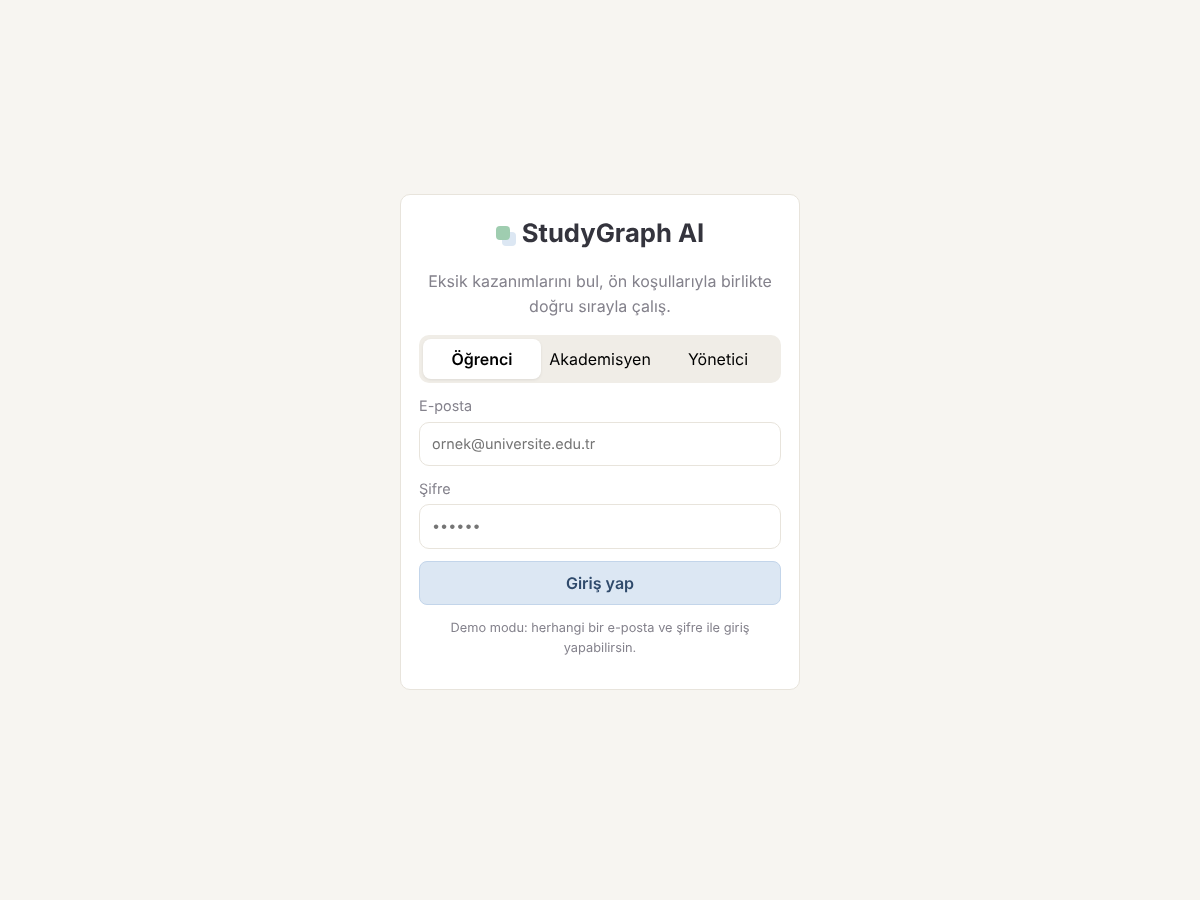 StudyGraph AI
Eksik kazanımlarını bul, ön koşullarıyla birlikte
doğru sırayla çalış.
Öğrenci Akademisyen Yönetici
E-posta
ornek@universite.edu.tr
Şifre
••••••
Giriş yap
Demo modu: herhangi bir e-posta ve şifre ile giriş
yapabilirsin.